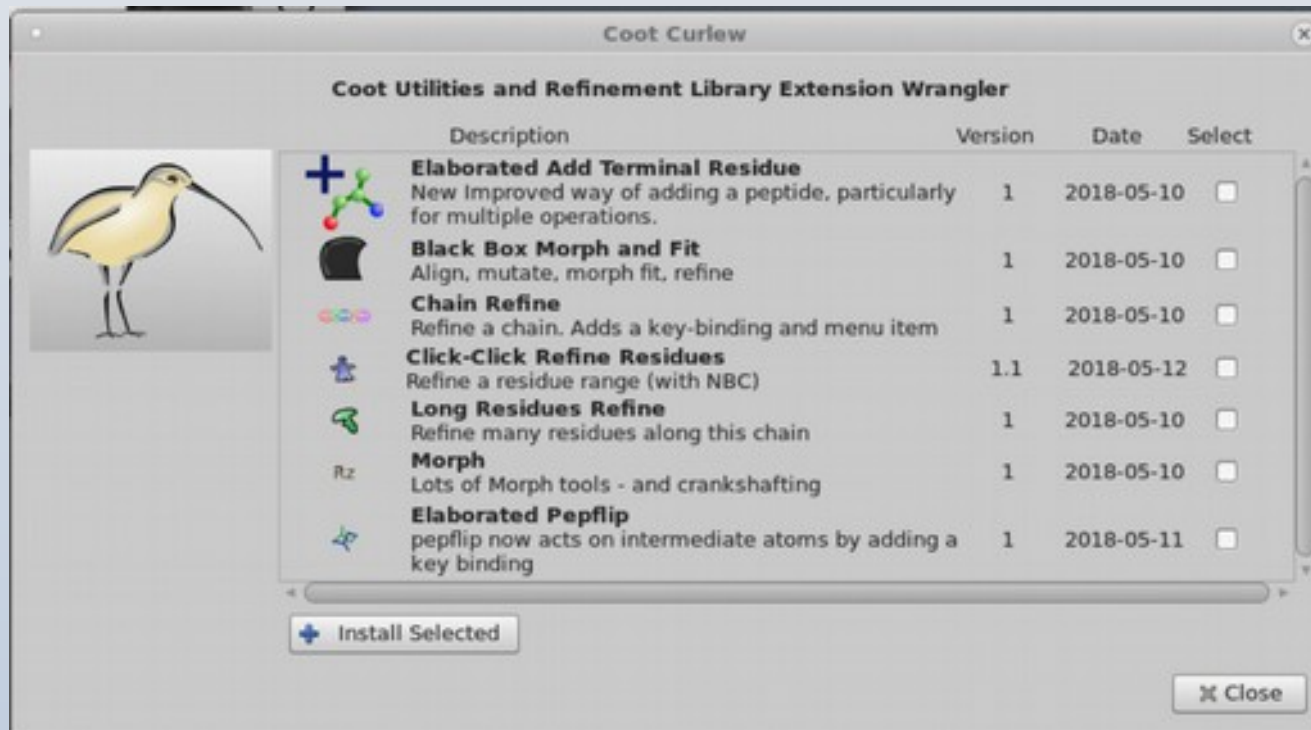 Coot Curlew
Coot Utilities and Refinement Library Extension Wrangler
Description Version Date Select
Elaborated Add Terminal Residue
New Improved way of adding a peptide, particularly
for multiple operations.
1 2018-05-10
Black Box Morph and Fit
Align, mutate, morph fit, refine
1 2018-05-10
Chain Refine
Refine a chain. Adds a key-binding and menu item
1 2018-05-10
Click-Click Refine Residues
Refine a residue range (with NBC)
1.1 2018-05-12
Long Residues Refine
Refine many residues along this chain
1 2018-05-10
Rz
Morph
Lots of Morph tools - and crankshafting
1 2018-05-10
Elaborated Pepflip
pepflip now acts on intermediate atoms by adding a
key binding
1 2018-05-11
Install Selected
Close